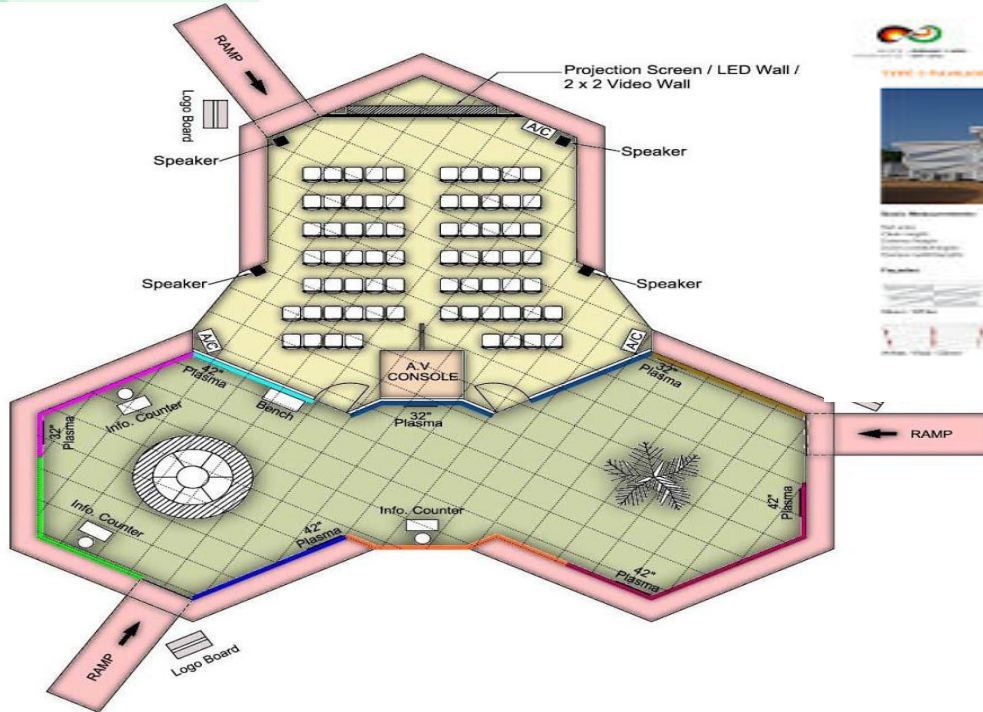 RAMP
Logo Board
Projection Screen / LED Wall /
2 x 2 Video Wall
A/C
Speaker
Speaker
Speaker
Speaker
A/C
A/C
A.V
CONSOLE
42"
Plasma
Bench
32"
Plasma
32"
Plasma
Info. Counter
32"
Plasma
RAMP
Info. Counter
Info. Counter
42"
Plasma
42"
Plasma
42"
Plasma
RAMP
Logo Board